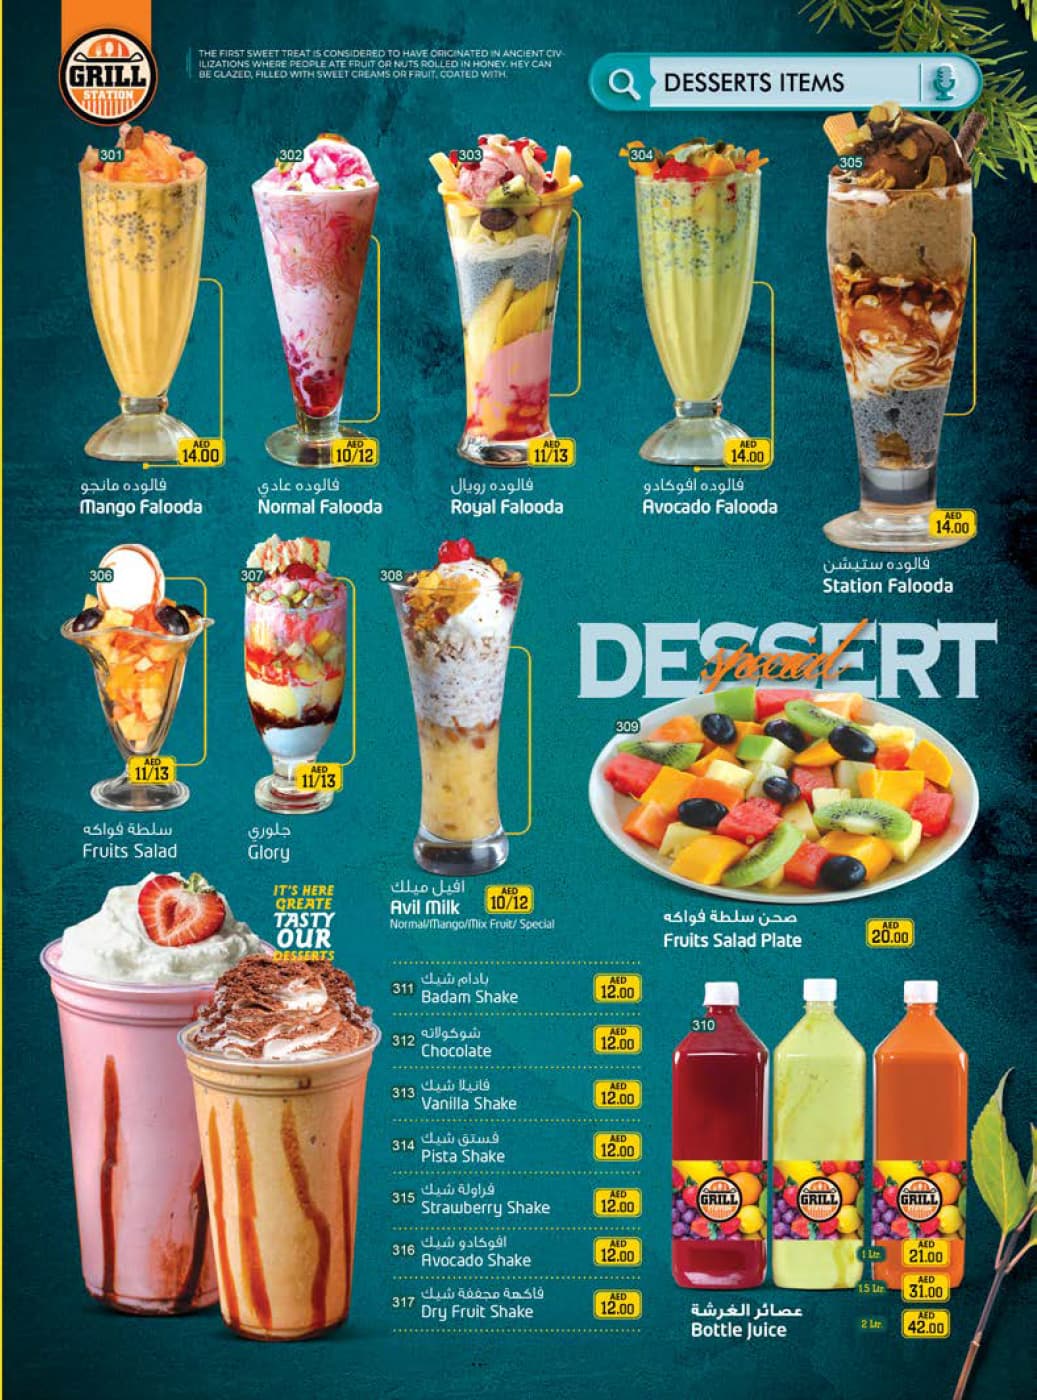 GRILL
STATION
THE FIRST SWEET TREAT IS CONSIDERED TO HAVE ORIGINATED IN ANCIENT CIV-
ILIZATIONS WHERE PEOPLE ATE FRUIT OR NUTS ROLLED IN HONEY. HEY CAN
BE GLAZED, FILLED WITH SWEET CREAMS OR FRUIT, COATED WITH.
DESSERTS ITEMS
301
AED
14.00
فالوده مانجو
Mango Falooda
302
AED
10/12
فالوده عادي
Normal Falooda
303
AED
11/13
فالوده رويال
Royal Falooda
304
AED
14.00
فالوده افوكادو
Avocado Falooda
305
AED
14.00
فالوده ستيشن
Station Falooda
306
AED
11/13
سلطة فواكه
Fruits Salad
307
AED
11/13
جلوري
Glory
308
افيل ميلك
Avil Milk
AED
10/12
Normal/Mango/Mix Fruit/ Special
DESSERT
special
309
صحن سلطة فواكه
Fruits Salad Plate
AED
20.00
IT'S HERE
GREATE
TASTY
OUR
DESSERTS
311
بادام شيك
Badam Shake
AED
12.00
312
شوكولاته
Chocolate
AED
12.00
313
فانيلا شيك
Vanilla Shake
AED
12.00
314
فستق شيك
Pista Shake
AED
12.00
315
فراولة شيك
Strawberry Shake
AED
12.00
316
افوكادو شيك
Avocado Shake
AED
12.00
317
فاكهة مجففة شيك
Dry Fruit Shake
AED
12.00
310
GRILL
GRILL
GRILL
1 Ltr.
AED
21.00
1.5 Ltr.
AED
31.00
2 Ltr.
AED
42.00
عصائر الغرشة
Bottle Juice